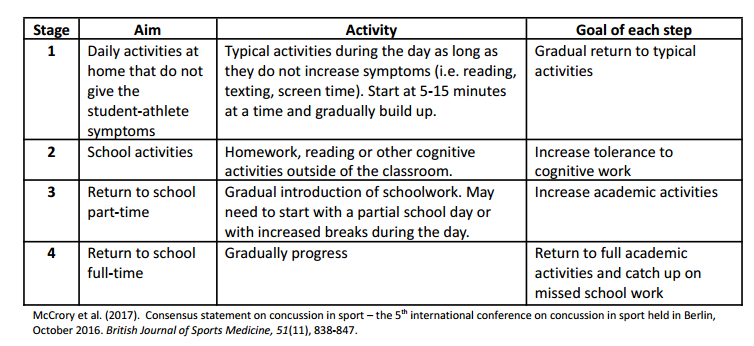 Stage Aim Activity Goal of each step
1 Daily activities at home that do not give the student-athlete symptoms Typical activities during the day as long as they do not increase symptoms (i.e. reading, texting, screen time). Start at 5-15 minutes at a time and gradually build up. Gradual return to typical activities
2 School activities Homework, reading or other cognitive activities outside of the classroom. Increase tolerance to cognitive work
3 Return to school part-time Gradual introduction of schoolwork. May need to start with a partial school day or with increased breaks during the day. Increase academic activities
4 Return to school full-time Gradually progress Return to full academic activities and catch up on missed school work
McCrory et al. (2017). Consensus statement on concussion in sport – the 5th international conference on concussion in sport held in Berlin,
October 2016. British Journal of Sports Medicine, 51(11), 838-847.